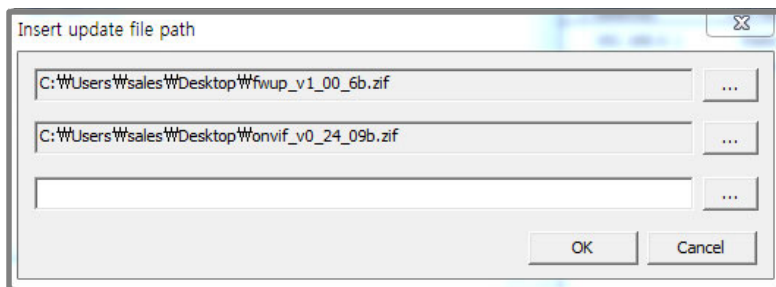 Insert update file path
C:₩Users₩sales₩Desktop₩fwup_v1_00_6b.zif
...
C:₩Users₩sales₩Desktop₩onvif_v0_24_09b.zif
...
...
OK Cancel